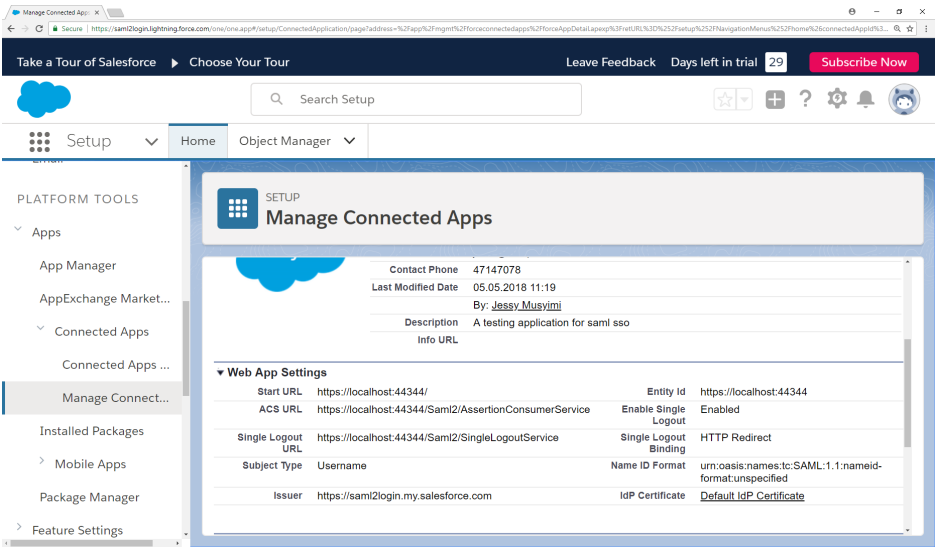 Manage Connected Apps
Secure | https://saml2login.lightning.force.com/one/one.app#/setup/ConnectedApplication/page?address=%2Fapp%2Fmgmt%2Fforceconnectedapps%2FforceAppDetail.apexp%3FretURL%3D%252Fsetup%252FNavigationMenus%252Fhome%26connectedAppId%3...
Take a Tour of Salesforce Choose Your Tour Leave Feedback Days left in trial 29 Subscribe Now
Search Setup
Setup Home Object Manager
PLATFORM TOOLS
Apps
App Manager
AppExchange Market...
Connected Apps
Connected Apps ...
Manage Connect...
Installed Packages
Mobile Apps
Package Manager
Feature Settings
SETUP
Manage Connected Apps
Contact Phone 47147078
Last Modified Date 05.05.2018 11:19
By: Jessy Musyimi
Description A testing application for saml sso
Info URL
Web App Settings
Start URL https://localhost:44344/ Entity Id https://localhost:44344
ACS URL https://localhost:44344/Saml2/AssertionConsumerService Enable Single Logout Enabled
Single Logout URL https://localhost:44344/Saml2/SingleLogoutService Single Logout Binding HTTP Redirect
Subject Type Username Name ID Format urn:oasis:names:tc:SAML:1.1:nameid-format:unspecified
Issuer https://saml2login.my.salesforce.com IdP Certificate Default IdP Certificate